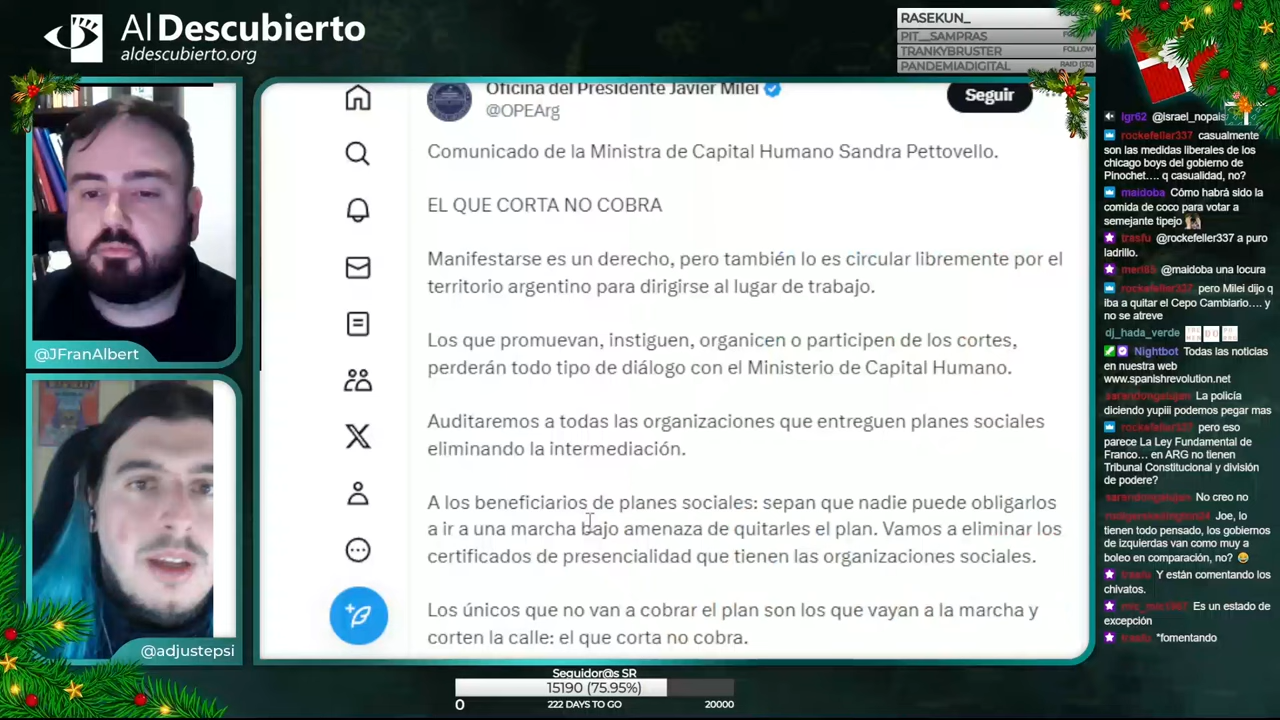 Al Descubierto
aldescubierto.org
RASEKUN_
PIT__SAMPRAS
FOLLOW
TRANKYBRUSTER
PANDEMIADIGITAL
RAID (132)
@JFranAlbert
@adjustepsi
Oficina del Presidente Javier Milei
@OPEArg
Seguir
Comunicado de la Ministra de Capital Humano Sandra Pettovello.
EL QUE CORTA NO COBRA
Manifestarse es un derecho, pero también lo es circular libremente por el
territorio argentino para dirigirse al lugar de trabajo.
Los que promuevan, instiguen, organicen o participen de los cortes,
perderán todo tipo de diálogo con el Ministerio de Capital Humano.
Auditaremos a todas las organizaciones que entreguen planes sociales
eliminando la intermediación.
A los beneficiarios de planes sociales: sepan que nadie puede obligarlos
a ir a una marcha bajo amenaza de quitarles el plan. Vamos a eliminar los
certificados de presencialidad que tienen las organizaciones sociales.
Los únicos que no van a cobrar el plan son los que vayan a la marcha y
corten la calle: el que corta no cobra.
lgr62 @israel_nopais
rockefeller337 casualmente
son las medidas liberales de los
chicago boys del gobierno de
Pinochet.... q casualidad, no?
maidoba Cómo habrá sido la
comida de coco para votar a
semejante tipejo
trasfu @rockefeller337 a puro
ladrillo.
@maidoba una locura
rockefeller337 pero Milei dijo q
iba a quitar el Cepo Cambiario.... y
no se atreve
dj_hada_verde
Nightbot Todas las noticias
en nuestra web
www.spanishrevolution.net
La policía
diciendo yupiii podemos pegar mas
rockefeller337 pero eso
parece La Ley Fundamental de
Franco... en ARG no tienen
Tribunal Constitucional y división
de podere?
No creo no
Joe, lo
tienen todo pensado, los gobiernos
de izquierdas van como muy a
boleo en comparación, no?
trasfu Y están comentando los
chivatos.
Es un estado de
excepción
trasfu *fomentando
Seguidor@s SR
15190 (75.95%)
0
222 DAYS TO GO
20000